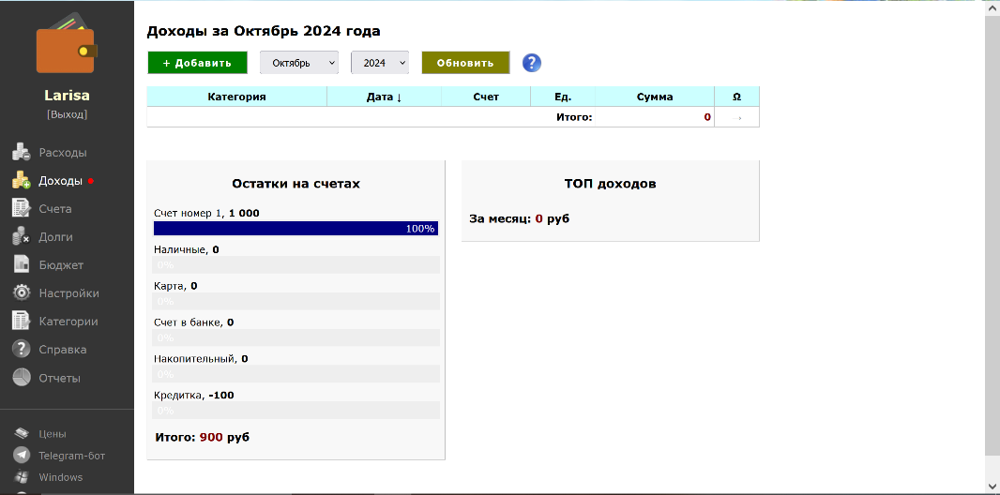 Larisa
[Выход]
Расходы
Доходы
Счета
Долги
Бюджет
Настройки
Категории
Справка
Отчеты
Цены
Telegram-бот
Windows
Доходы за Октябрь 2024 года
+ Добавить Октябрь 2024 Обновить ?
Категория Дата ↓ Счет Ед. Сумма Ω
Итого: 0 →
Остатки на счетах
Счет номер 1, 1 000
100%
Наличные, 0
0%
Карта, 0
0%
Счет в банке, 0
0%
Накопительный, 0
0%
Кредитка, -100
0%
Итого: 900 руб
ТОП доходов
За месяц: 0 руб